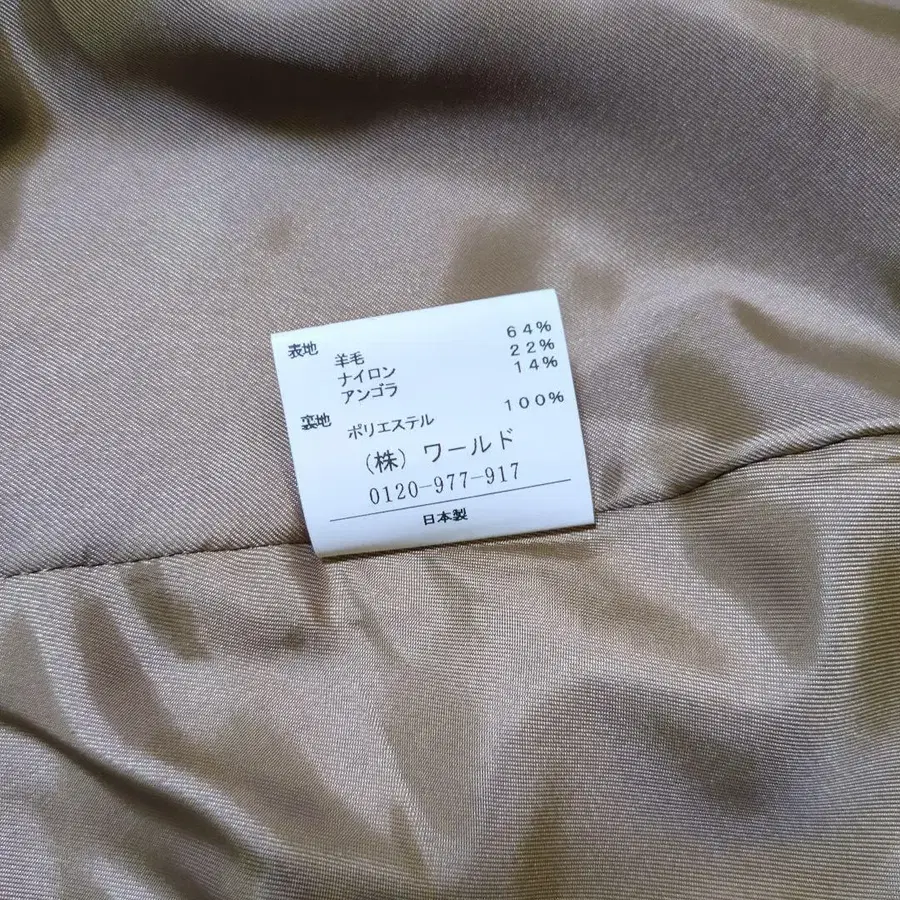 表地 羊毛 64%
ナイロン 22%
アンゴラ 14%
裏地 ポリエステル 100%
(株) ワールド
0120-977-917
日本製